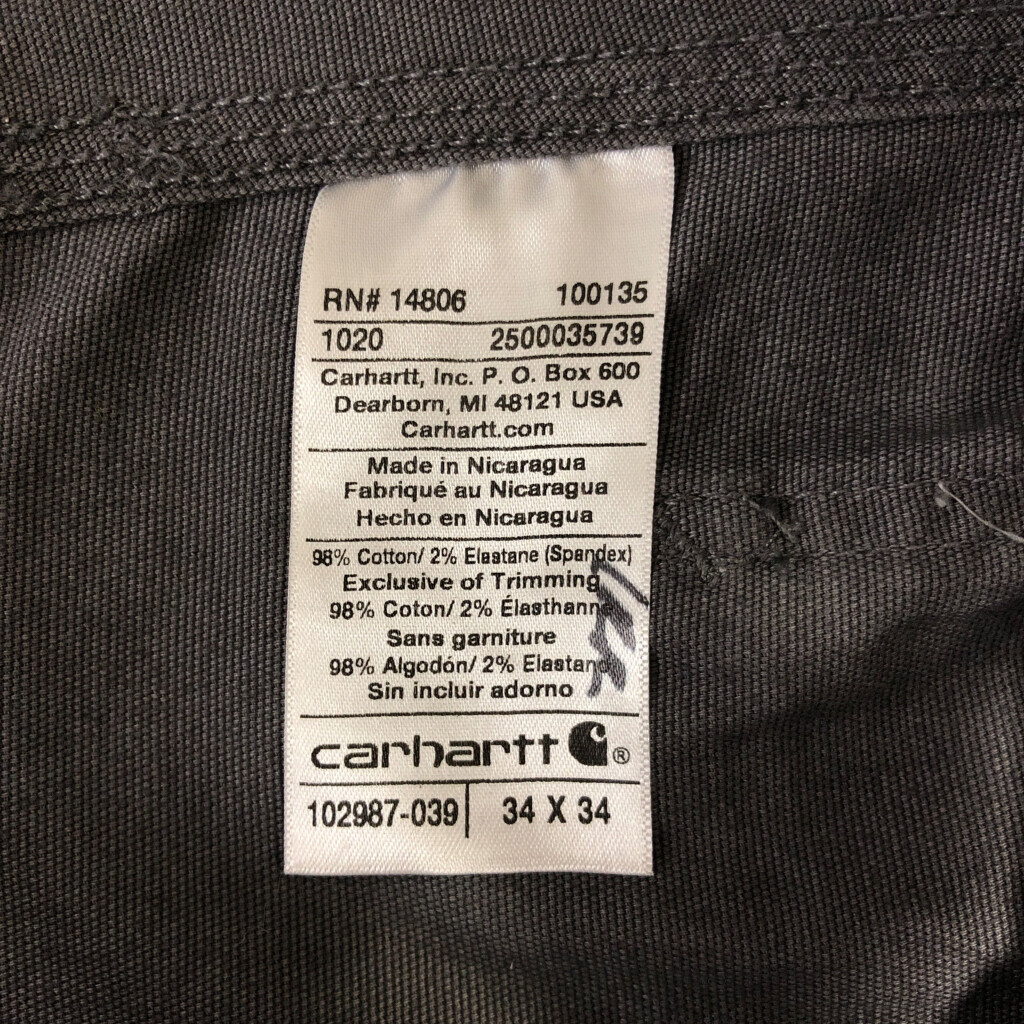 RN# 14806 100135
1020 2500035739
Carhartt, Inc. P. O. Box 600
Dearborn, MI 48121 USA
Carhartt.com
Made in Nicaragua
Fabriqué au Nicaragua
Hecho en Nicaragua
98% Cotton/ 2% Elastane (Spandex)
Exclusive of Trimming
98% Coton/ 2% Élasthanne
Sans garniture
98% Algodón/ 2% Elastan
Sin incluir adorno
carhartt ®
102987-039 34 X 34